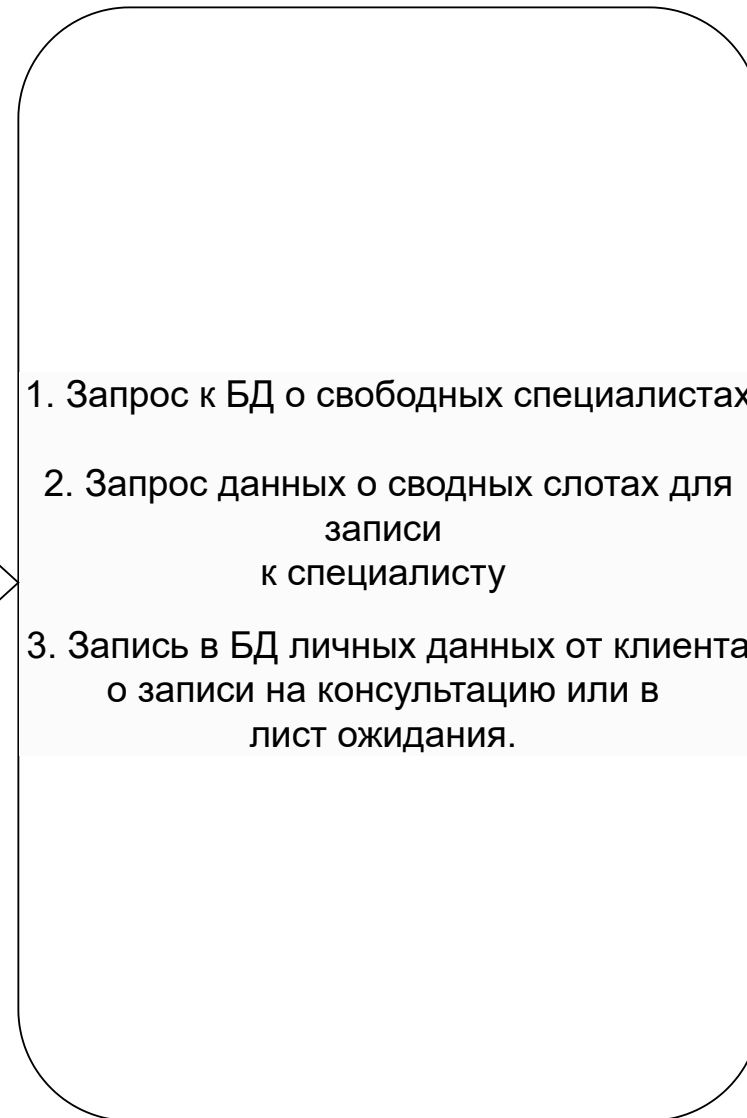 1. Запрос к БД о свободных специалистах
2. Запрос данных о сводных слотах для
записи
к специалисту
3. Запись в БД личных данных от клиента
о записи на консультацию или в
лист ожидания.